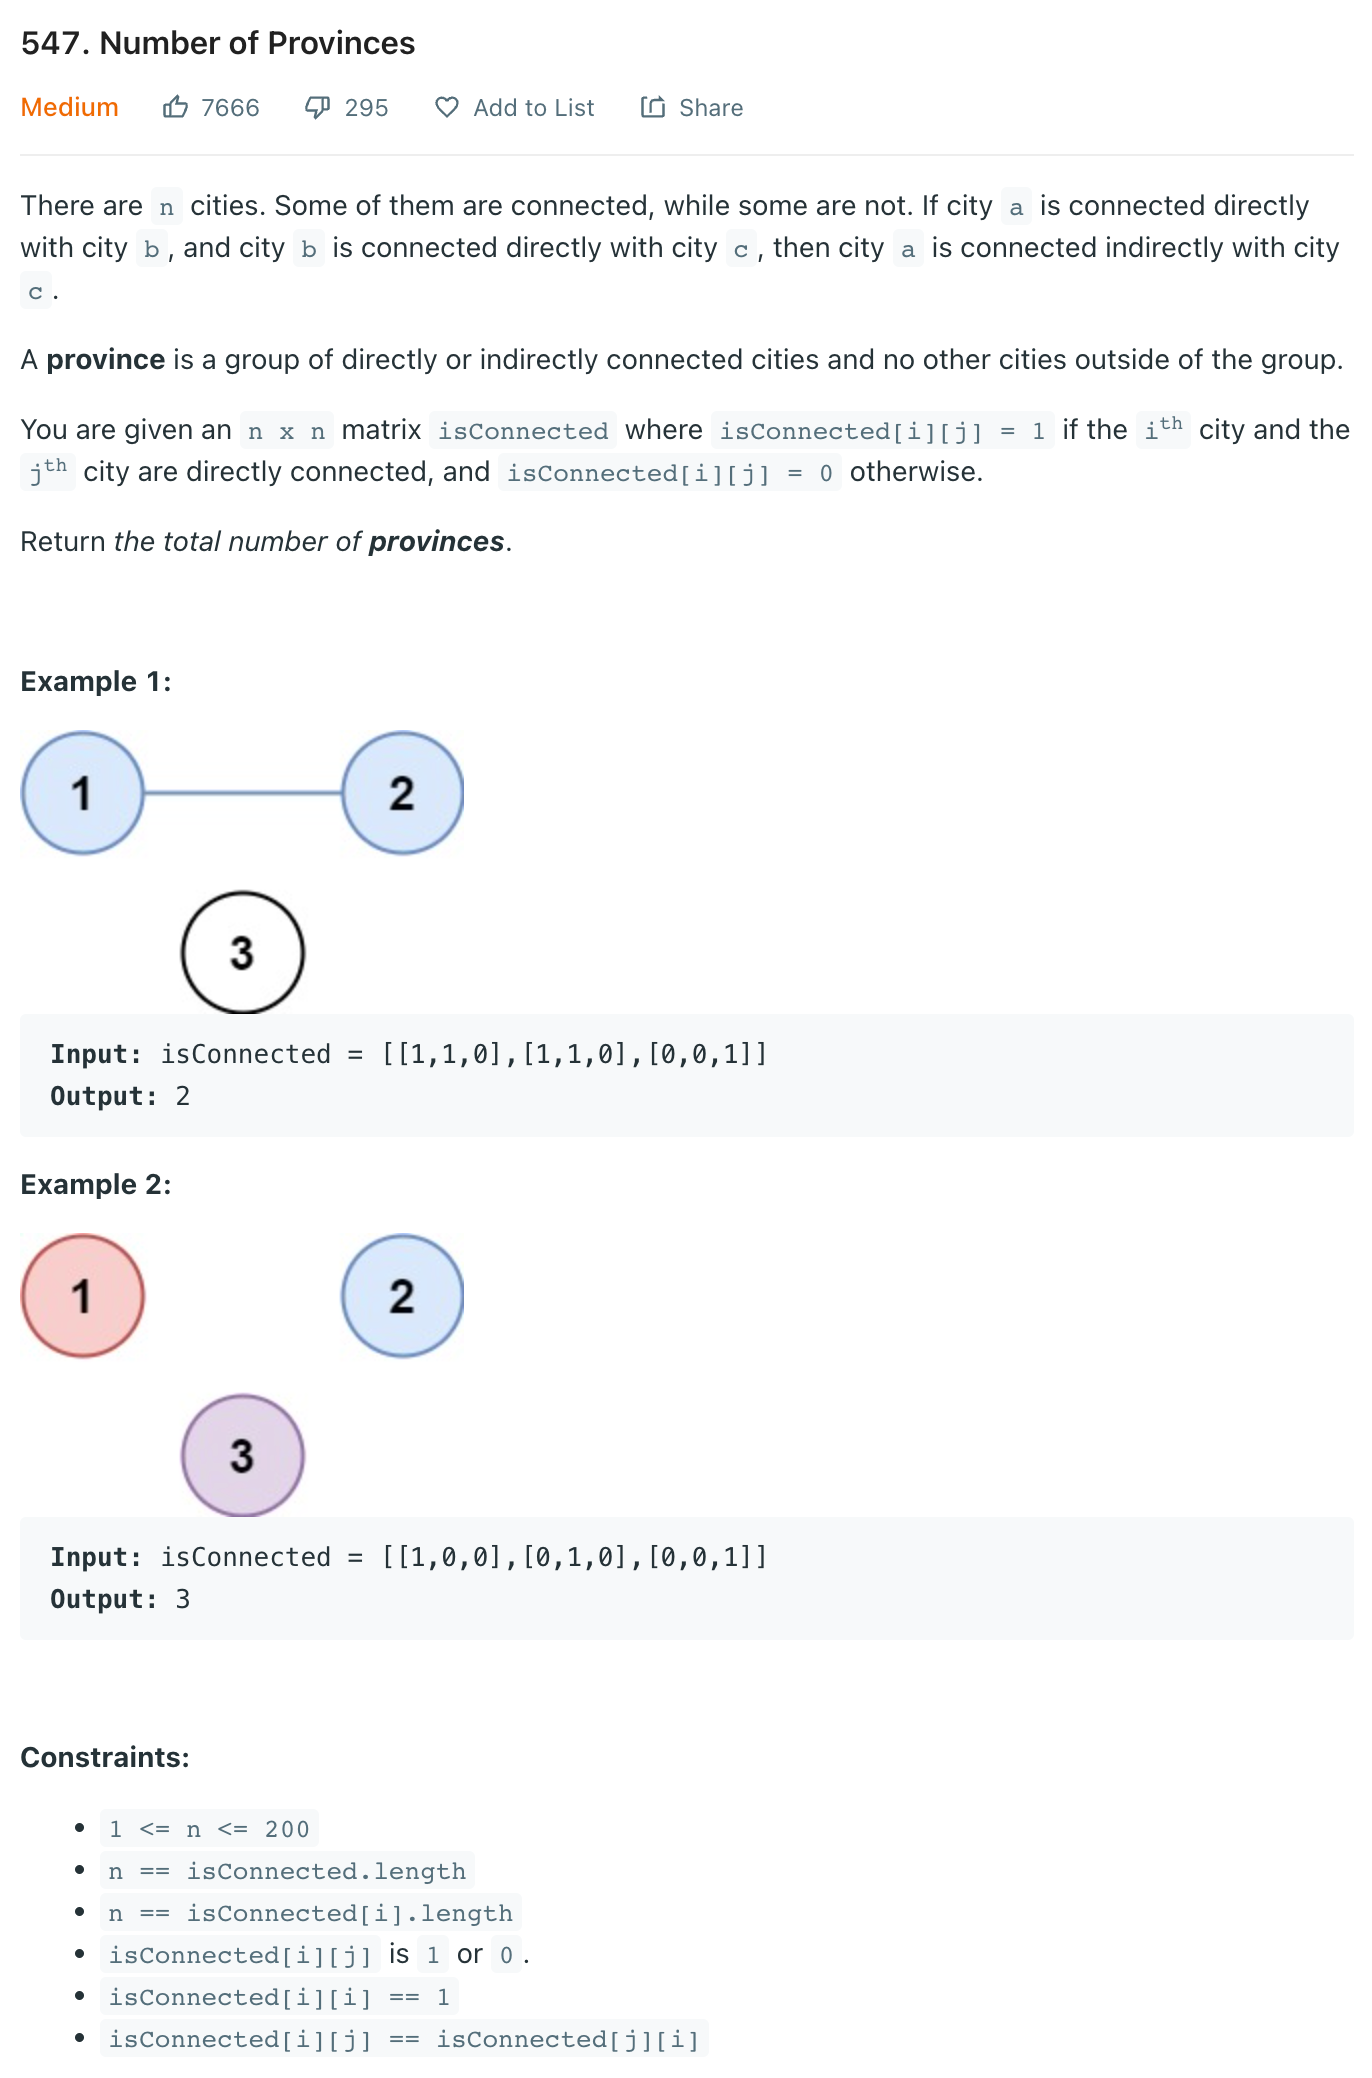 547. Number of Provinces
Medium 7666 295 Add to List Share
There are n cities. Some of them are connected, while some are not. If city a is connected directly
with city b, and city b is connected directly with city c, then city a is connected indirectly with city
c.
A province is a group of directly or indirectly connected cities and no other cities outside of the group.
You are given an n x n matrix isConnected where isConnected[i][j] = 1 if the ith city and the
jth city are directly connected, and isConnected[i][j] = 0 otherwise.
Return the total number of provinces.
Example 1:
1 2
3
Input: isConnected = [[1,1,0],[1,1,0],[0,0,1]]
Output: 2
Example 2:
1 2
3
Input: isConnected = [[1,0,0],[0,1,0],[0,0,1]]
Output: 3
Constraints:
• 1 <= n <= 200
• n == isConnected.length
• n == isConnected[i].length
• isConnected[i][j] is 1 or 0.
• isConnected[i][i] == 1
• isConnected[i][j] == isConnected[j][i]